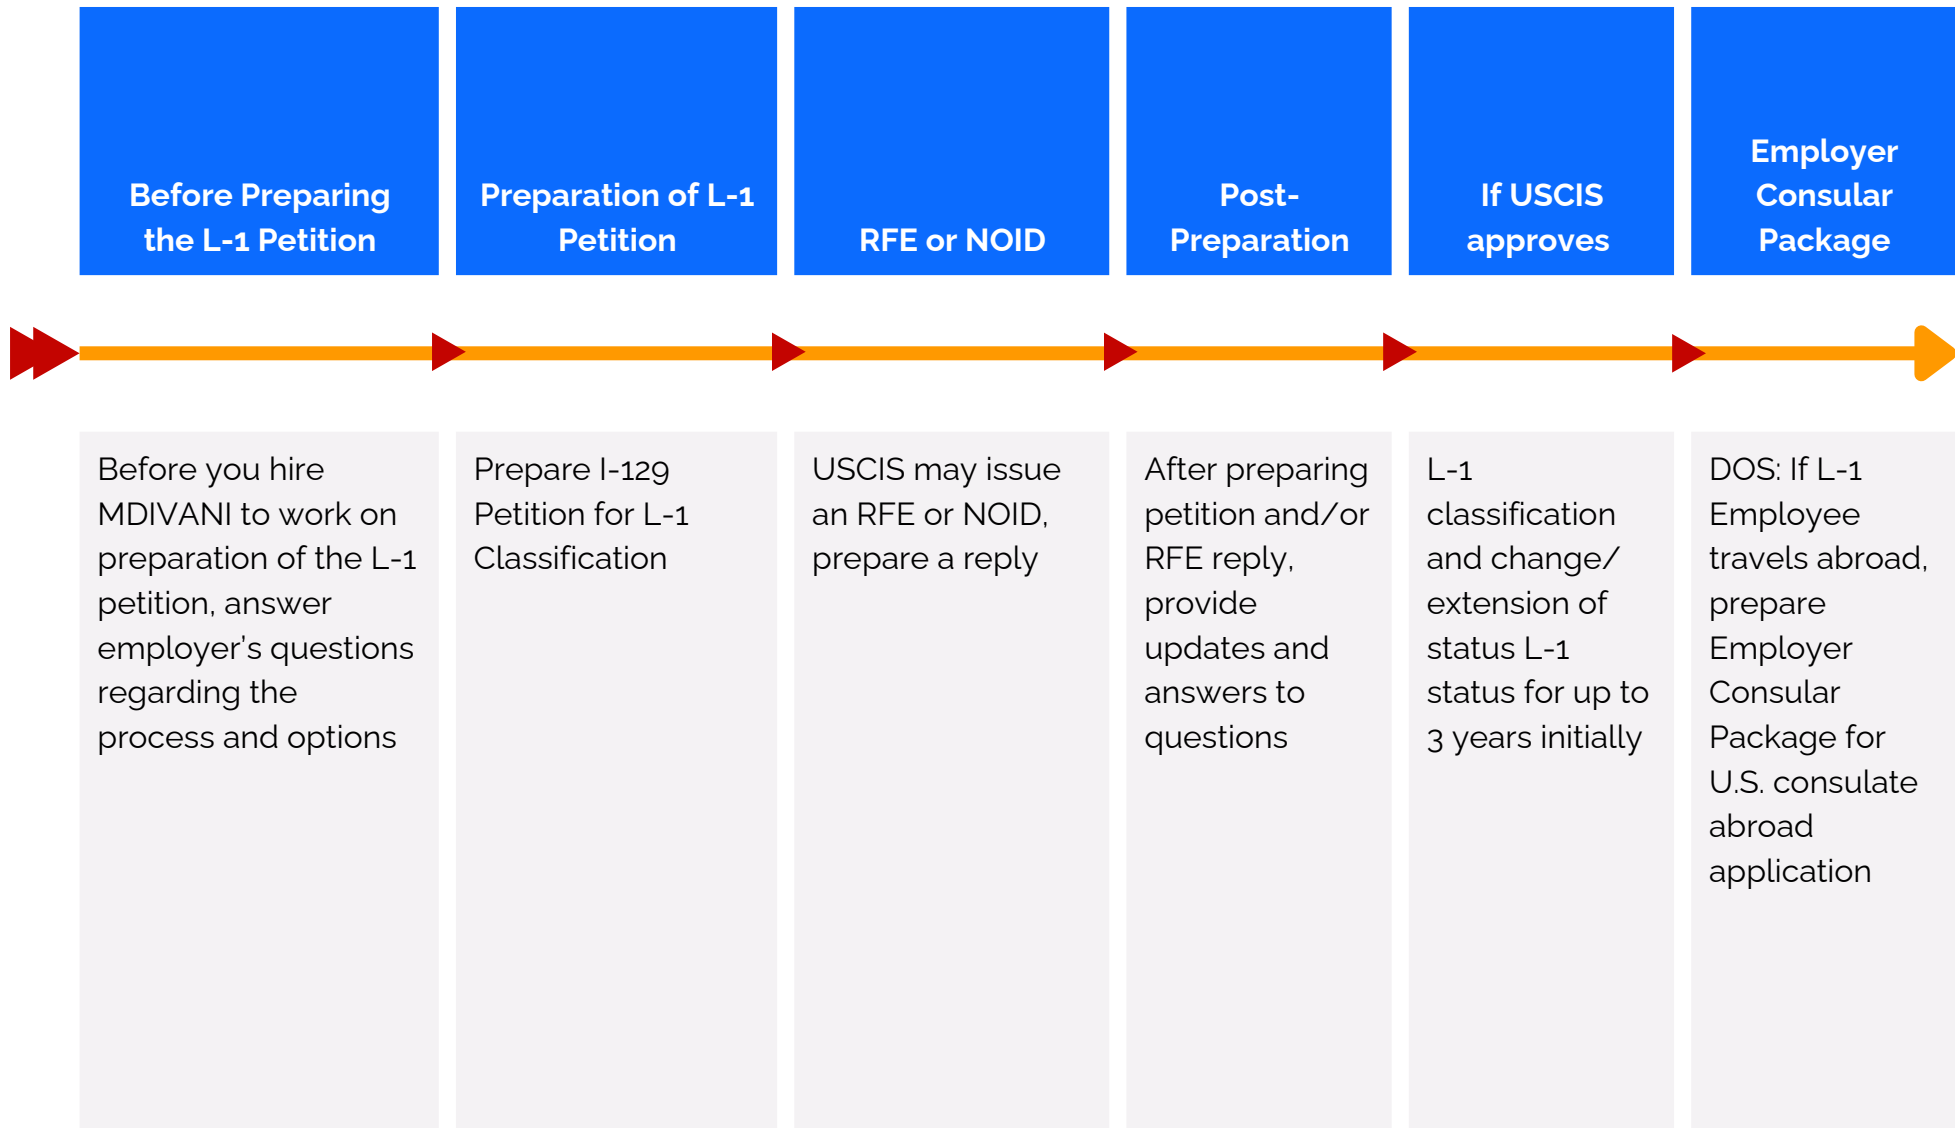 Before Preparing
the L-1 Petition
Preparation of L-1
Petition
RFE or NOID
Post-
Preparation
If USCIS
approves
Employer
Consular
Package
Before you hire
MDIVANI to work on
preparation of the L-1
petition, answer
employer's questions
regarding the
process and options
Prepare I-129
Petition for L-1
Classification
USCIS may issue
an RFE or NOID,
prepare a reply
After preparing
petition and/or
RFE reply,
provide
updates and
answers to
questions
L-1
classification
and change/
extension of
status L-1
status for up to
3 years initially
DOS: If L-1
Employee
travels abroad,
prepare
Employer
Consular
Package for
U.S. consulate
abroad
application